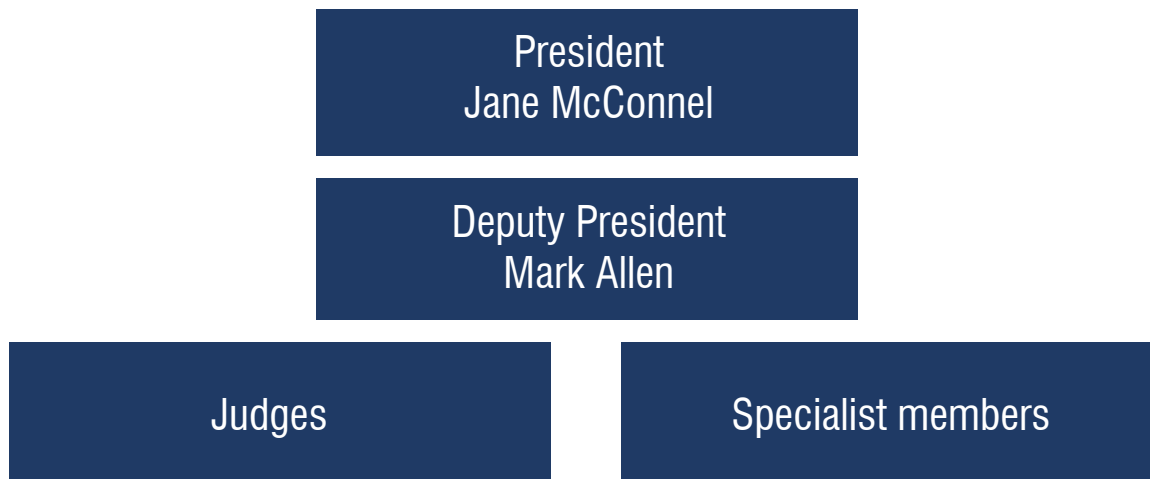 President
Jane McConnel
Deputy President
Mark Allen
Judges
Specialist members